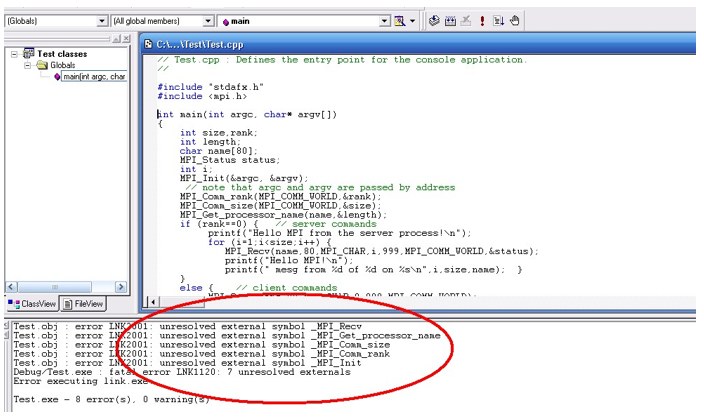 (Globals)
(All global members)
main
Test classes
Globals
main(int argc, char
C:\...\Test\Test.cpp
// Test.cpp : Defines the entry point for the console application.
//
#include "stdafx.h"
#include <mpi.h>
int main(int argc, char* argv[])
{
int size,rank;
int length;
char name[80];
MPI_Status status;
int i;
MPI_Init(&argc, &argv);
// note that argc and argv are passed by address
MPI_Comm_rank(MPI_COMM_WORLD,&rank);
MPI_Comm_size(MPI_COMM_WORLD,&size);
MPI_Get_processor_name(name,&length);
if (rank==0) { // server commands
printf("Hello MPI from the server process!\n");
for (i=1;i<size;i++) {
MPI_Recv(name,80,MPI_CHAR,i,999,MPI_COMM_WORLD,&status);
printf("Hello MPI!\n");
printf(" mesg from %d of %d on %s\n",i,size,name); }
}
else { // client commands
ClassView
FileView
Test.obj : error LNK2001: unresolved external symbol _MPI_Recv
Test.obj : error LNK2001: unresolved external symbol _MPI_Get_processor_name
Test.obj : error LNK2001: unresolved external symbol _MPI_Comm_size
Test.obj : error LNK2001: unresolved external symbol _MPI_Comm_rank
Test.obj : error LNK2001: unresolved external symbol _MPI_Init
Debug/Test.exe : fatal error LNK1120: 7 unresolved externals
Error executing link.exe
Test.exe - 8 error(s), 0 warning(s)